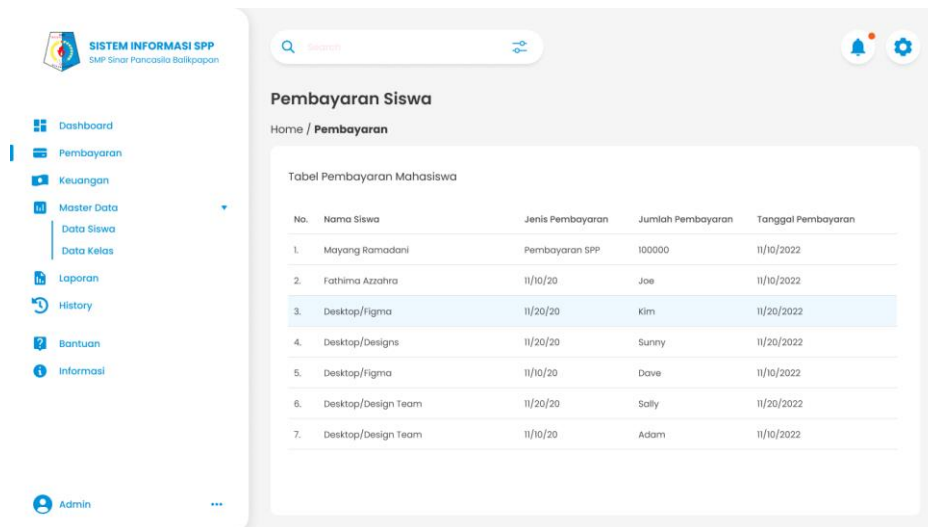 SISTEM INFORMASI SPP
SMP Sinar Pancasila Balikpapan
Search
Dashboard
Pembayaran
Keuangan
Master Data
Data Siswa
Data Kelas
Laporan
History
Bantuan
Informasi
Admin
Pembayaran Siswa
Home / Pembayaran
Tabel Pembayaran Mahasiswa
No. Nama Siswa Jenis Pembayaran Jumlah Pembayaran Tanggal Pembayaran
1. Mayang Ramadani Pembayaran SPP 100000 11/10/2022
2. Fathima Azzahra 11/10/20 Joe 11/10/2022
3. Desktop/Figma 11/20/20 Kim 11/20/2022
4. Desktop/Designs 11/20/20 Sunny 11/20/2022
5. Desktop/Figma 11/10/20 Dave 11/10/2022
6. Desktop/Design Team 11/20/20 Sally 11/20/2022
7. Desktop/Design Team 11/10/20 Adam 11/10/2022